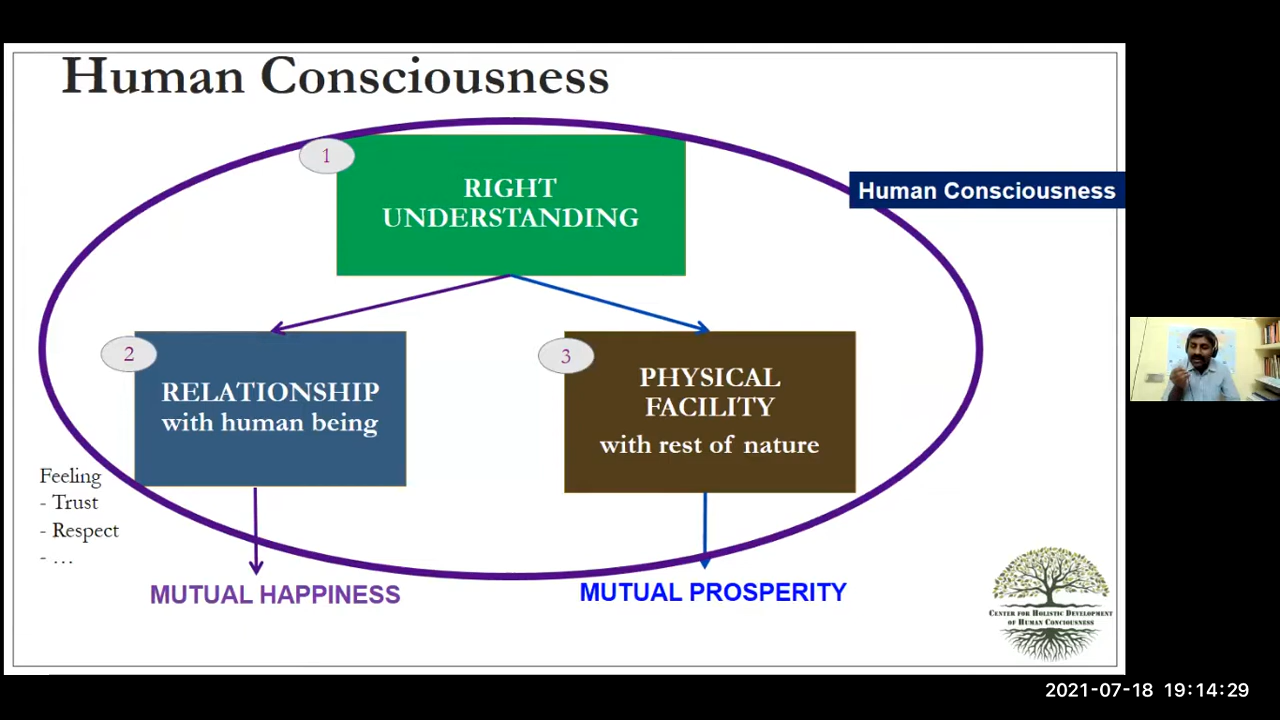 Human Consciousness
1
RIGHT
UNDERSTANDING
Human Consciousness
2
RELATIONSHIP
with human being
3
PHYSICAL
FACILITY
with rest of nature
Feeling
- Trust
- Respect
- …
MUTUAL HAPPINESS
MUTUAL PROSPERITY
Center for Holistic Development
of Human Conciousness
2021-07-18 19:14:29